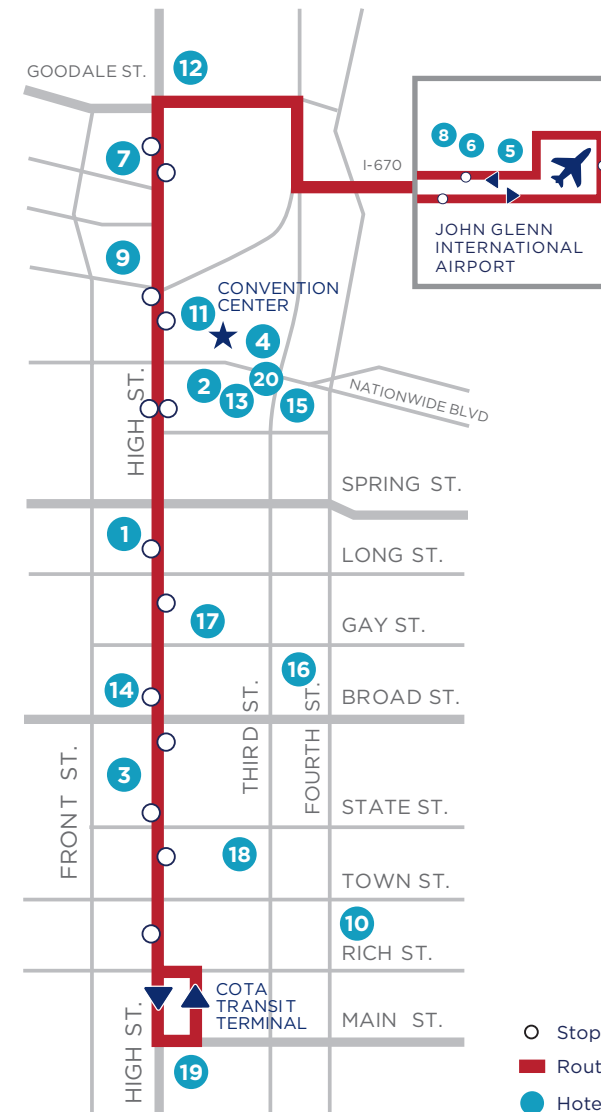 12
GOODALE ST.
7
I-670
8
6
5
JOHN GLENN
INTERNATIONAL
AIRPORT
9
CONVENTION
CENTER
11
4
20
2
13
15
NATIONWIDE BLVD
HIGH ST.
SPRING ST.
1
LONG ST.
17
GAY ST.
16
14
BROAD ST.
THIRD ST.
FOURTH ST.
FRONT ST.
3
STATE ST.
18
TOWN ST.
10
RICH ST.
COTA
TRANSIT
TERMINAL
MAIN ST.
HIGH ST.
19
Stop
Rout
Hote